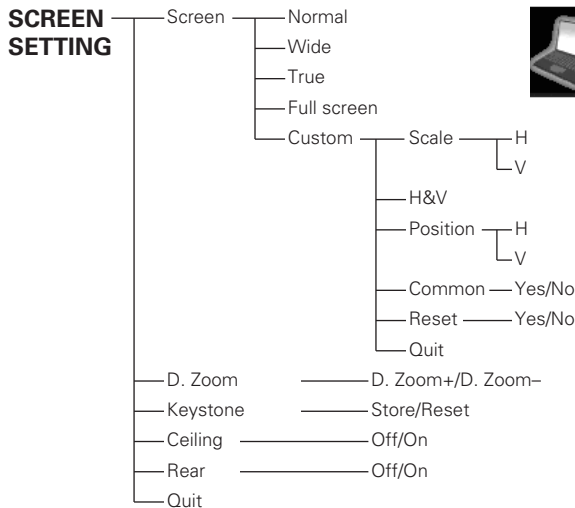 SCREEN SETTING
Screen
Normal
Wide
True
Full screen
Custom
Scale
H
V
H&V
Position
H
V
Common
Yes/No
Reset
Yes/No
Quit
D. Zoom
D. Zoom+/D. Zoom–
Keystone
Store/Reset
Ceiling
Off/On
Rear
Off/On
Quit